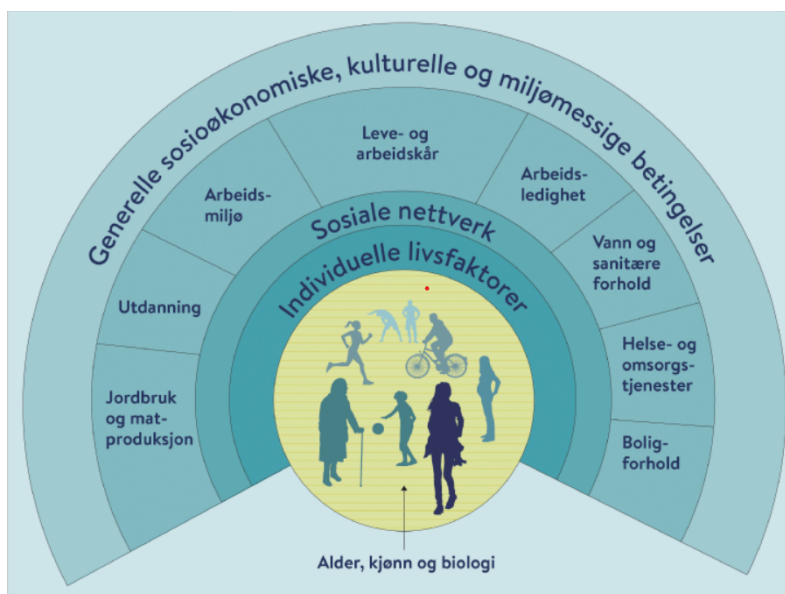 Generelle sosioøkonomiske, kulturelle og miljømessige betingelser
Leve- og
arbeidskår
Arbeids-
miljø
Arbeids-
ledighet
Sosiale nettverk
Vann og
sanitære
forhold
Individuelle livsfaktorer
Utdanning
Helse- og
omsorgs-
tjenester
Jordbruk
og mat-
produksjon
Bolig-
forhold
Alder, kjønn og biologi